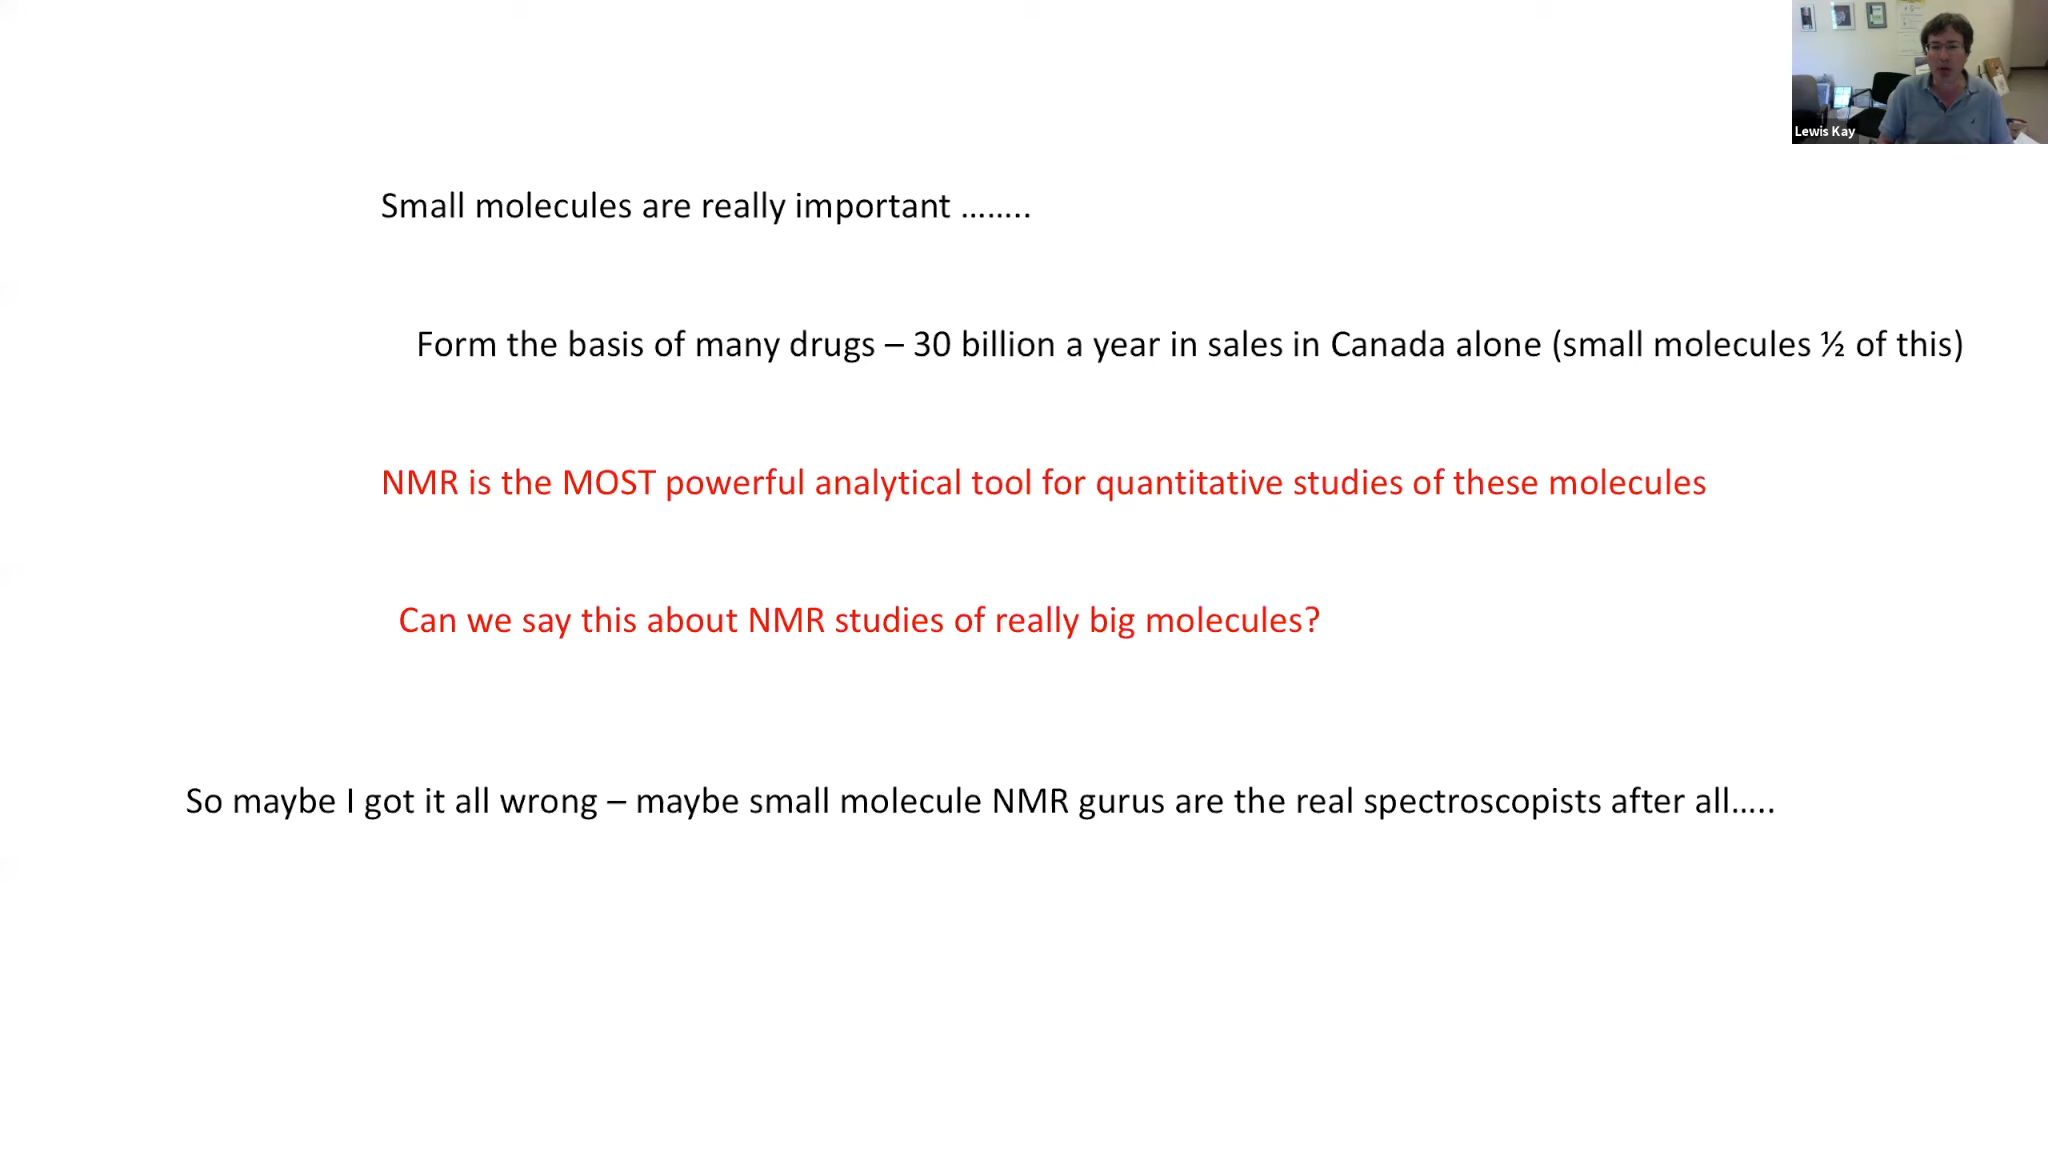 Lewis Kay
Small molecules are really important ……..
Form the basis of many drugs – 30 billion a year in sales in Canada alone (small molecules ½ of this)
NMR is the MOST powerful analytical tool for quantitative studies of these molecules
Can we say this about NMR studies of really big molecules?
So maybe I got it all wrong – maybe small molecule NMR gurus are the real spectroscopists after all…..